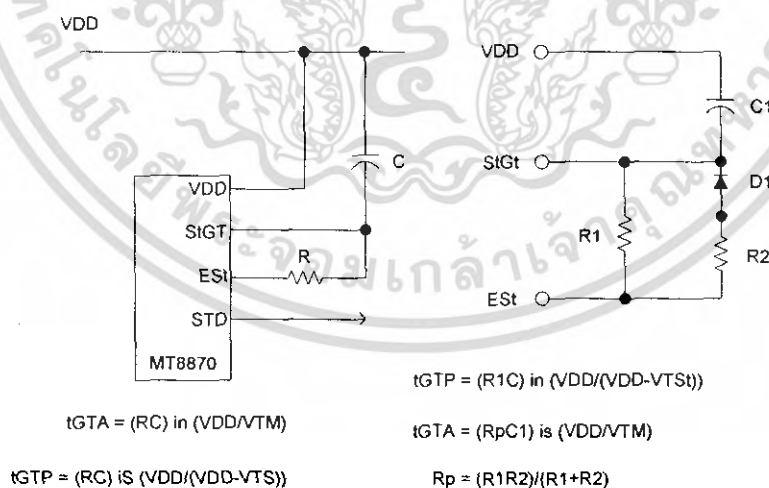 VDD
VDD
StGT
ESt
STD
MT8870
R
C
tGTA = (RC) in (VDD/VTM)
tGTP = (RC) iS (VDD/(VDD-VTS))
VDD
StGt
ESt
C1
D1
R1
R2
tGTP = (R1C) in (VDD/(VDD-VTSt))
tGTA = (RpC1) is (VDD/VTM)
Rp = (R1R2)/(R1+R2)